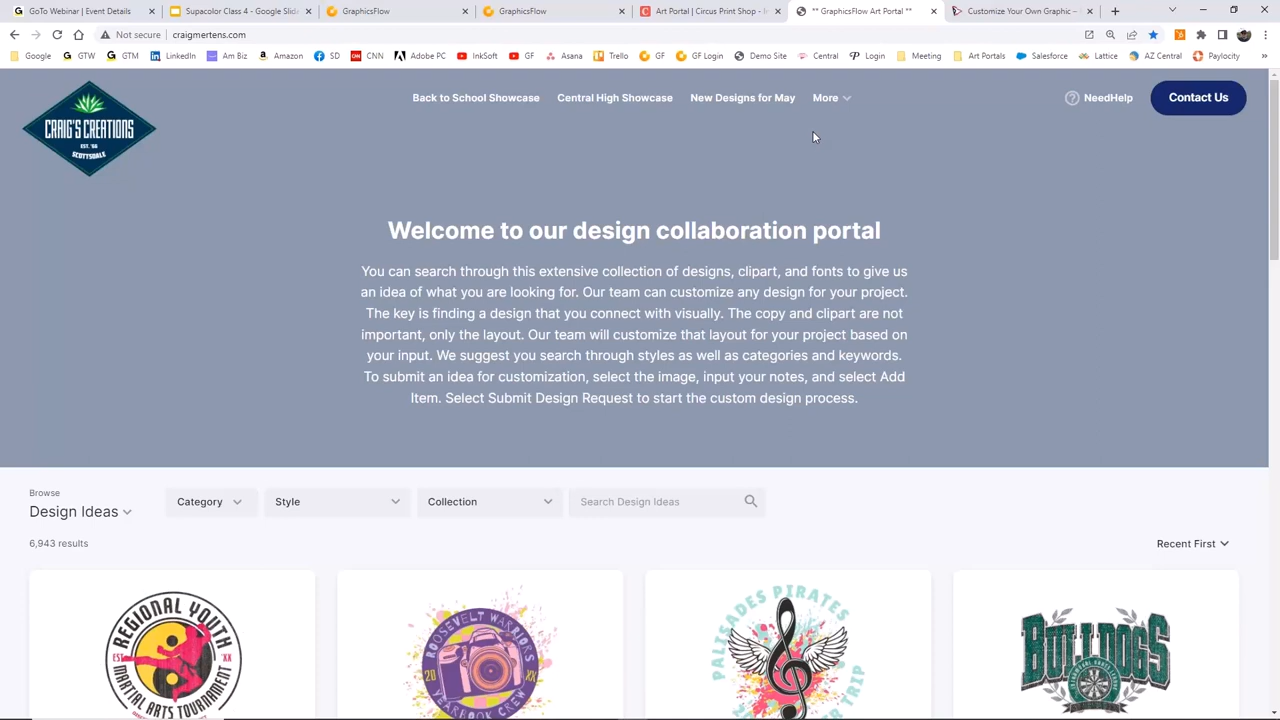 GoTo Webinar | Event Details
Supacolor Class 4 - Google Slide
GraphicsFlow
GraphicsFlow
Art Portal | Circus Print Shop - In
** GraphicsFlow Art Portal **
Customize Your Own Graphic –
Not secure | craigmertens.com
Google
GTW
GTM
LinkedIn
Am Biz
Amazon
SD
CNN
Adobe PC
InkSoft
GF
Asana
Trello
GF
GF Login
Demo Site
Central
Login
Meeting
Art Portals
Salesforce
Lattice
AZ Central
Paylocity
CRAIG'S CREATIONS
EST. '66
SCOTTSDALE
Back to School Showcase
Central High Showcase
New Designs for May
More
NeedHelp
Contact Us
Welcome to our design collaboration portal
You can search through this extensive collection of designs, clipart, and fonts to give us
an idea of what you are looking for. Our team can customize any design for your project.
The key is finding a design that you connect with visually. The copy and clipart are not
important, only the layout. Our team will customize that layout for your project based on
your input. We suggest you search through styles as well as categories and keywords.
To submit an idea for customization, select the image, input your notes, and select Add
Item. Select Submit Design Request to start the custom design process.
Browse
Design Ideas
Category
Style
Collection
Search Design Ideas
6,943 results
Recent First
REGIONAL YOUTH
EST
'XX
MARTIAL ARTS TOURNAMENT
ROOSEVELT WARRIORS
20
XX
YEARBOOK CREW
PALISADES PIRATES
TRIP
BULLDOGS